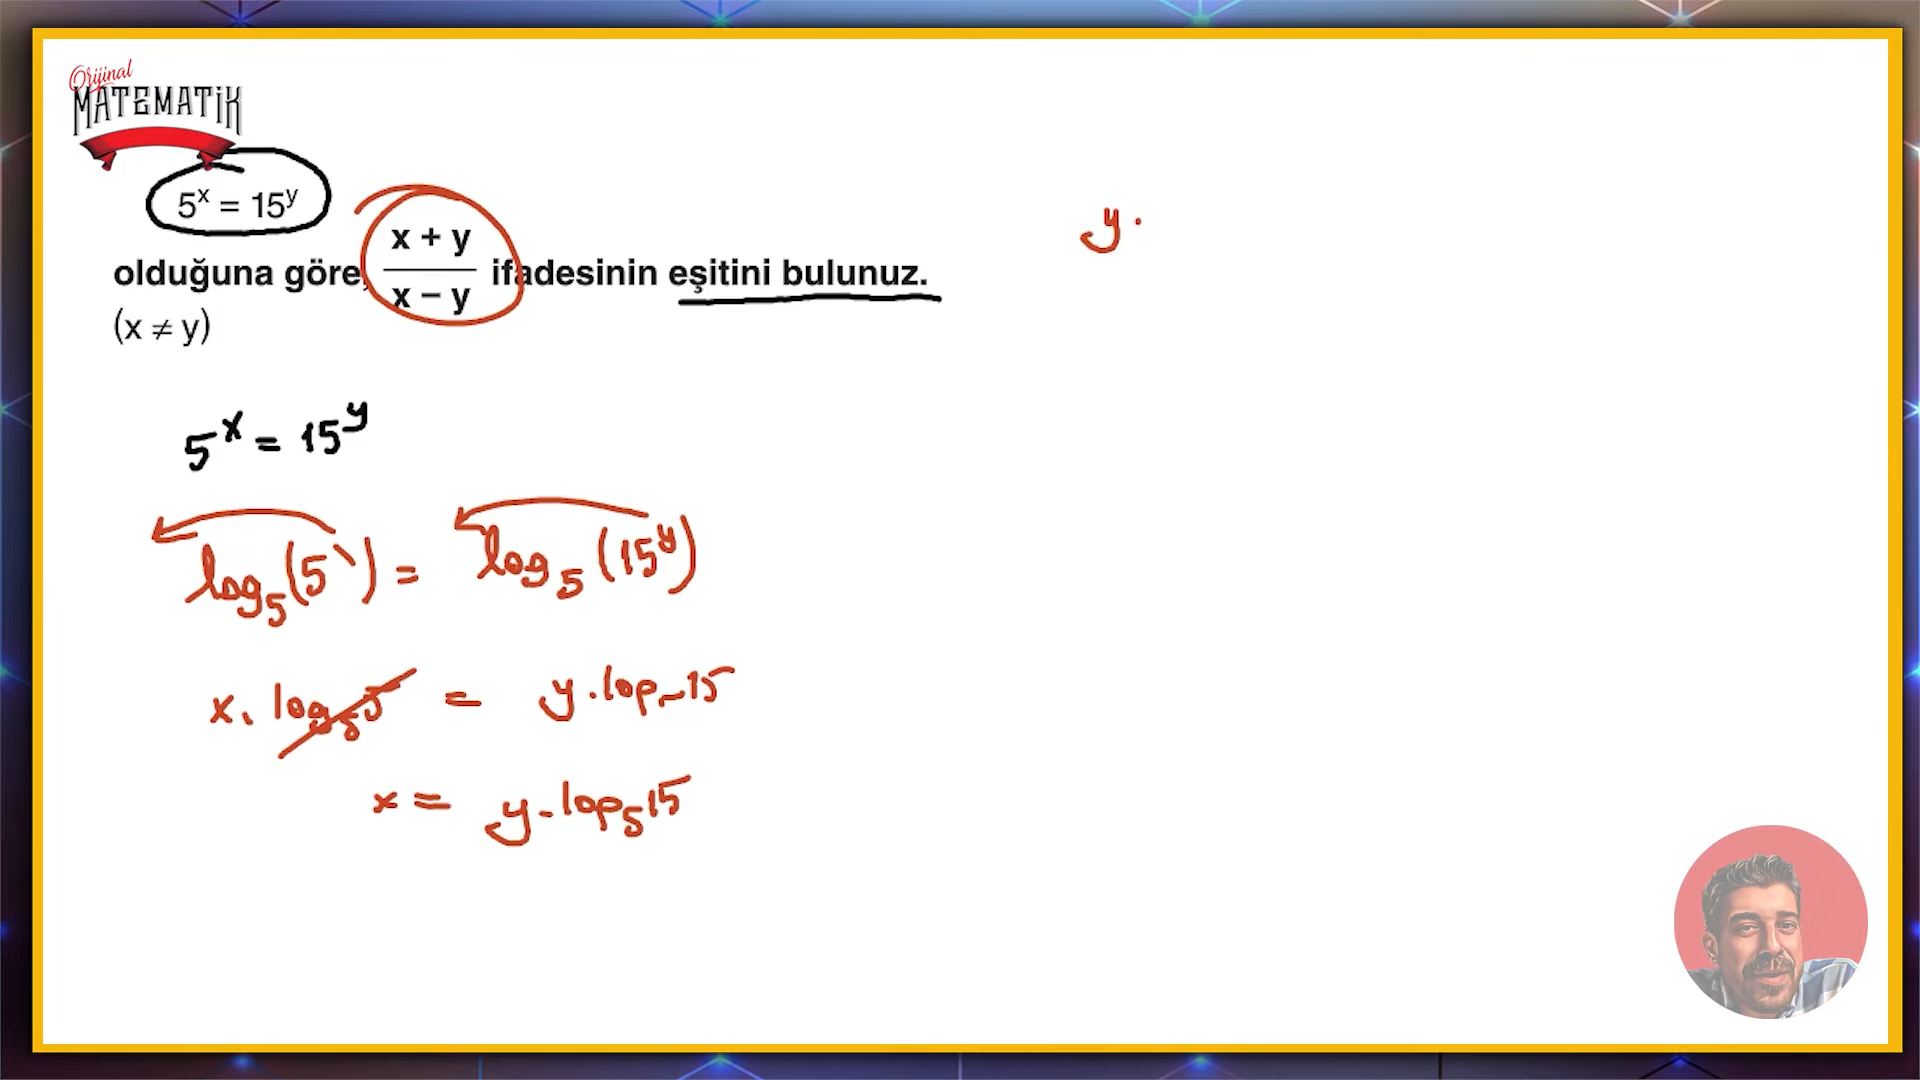 Orijinal
MATEMATİK
5ˣ = 15ʸ
x + y
olduğuna göre, ifadesinin eşitini bulunuz.
x − y
(x ≠ y)
y ·
5ˣ = 15ʸ
log₅(5ˣ) = log₅(15ʸ)
x. log₅5 = y.log₅15
x = y.log₅15